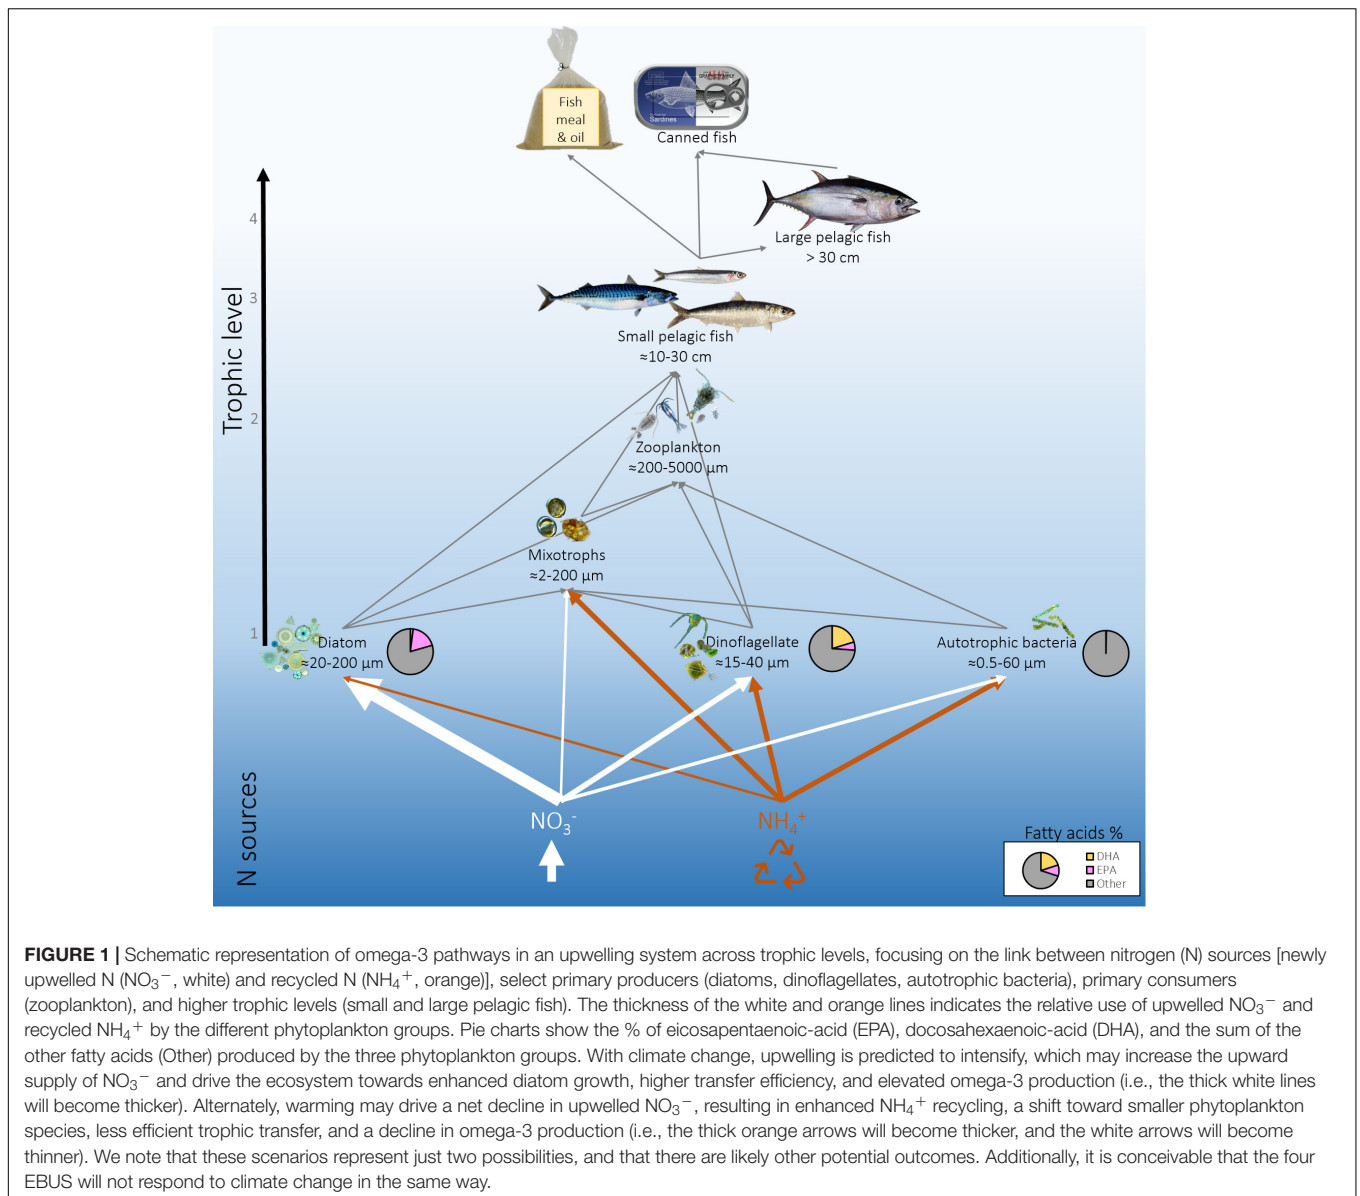 Fish
meal
& oil
Sardines
Canned fish
Large pelagic fish
> 30 cm
Small pelagic fish
≈10-30 cm
Zooplankton
≈200-5000 µm
Mixotrophs
≈2-200 µm
Diatom
≈20-200 µm
Dinoflagellate
≈15-40 µm
Autotrophic bacteria
≈0.5-60 µm
Trophic level
4
3
2
1
N sources
NO₃⁻
NH₄⁺
Fatty acids %
DHA
EPA
Other
FIGURE 1 | Schematic representation of omega-3 pathways in an upwelling system across trophic levels, focusing on the link between nitrogen (N) sources [newly
upwelled N (NO₃⁻, white) and recycled N (NH₄⁺, orange)], select primary producers (diatoms, dinoflagellates, autotrophic bacteria), primary consumers
(zooplankton), and higher trophic levels (small and large pelagic fish). The thickness of the white and orange lines indicates the relative use of upwelled NO₃⁻ and
recycled NH₄⁺ by the different phytoplankton groups. Pie charts show the % of eicosapentaenoic-acid (EPA), docosahexaenoic-acid (DHA), and the sum of the
other fatty acids (Other) produced by the three phytoplankton groups. With climate change, upwelling is predicted to intensify, which may increase the upward
supply of NO₃⁻ and drive the ecosystem towards enhanced diatom growth, higher transfer efficiency, and elevated omega-3 production (i.e., the thick white lines
will become thicker). Alternately, warming may drive a net decline in upwelled NO₃⁻, resulting in enhanced NH₄⁺ recycling, a shift toward smaller phytoplankton
species, less efficient trophic transfer, and a decline in omega-3 production (i.e., the thick orange arrows will become thicker, and the white arrows will become
thinner). We note that these scenarios represent just two possibilities, and that there are likely other potential outcomes. Additionally, it is conceivable that the four
EBUS will not respond to climate change in the same way.